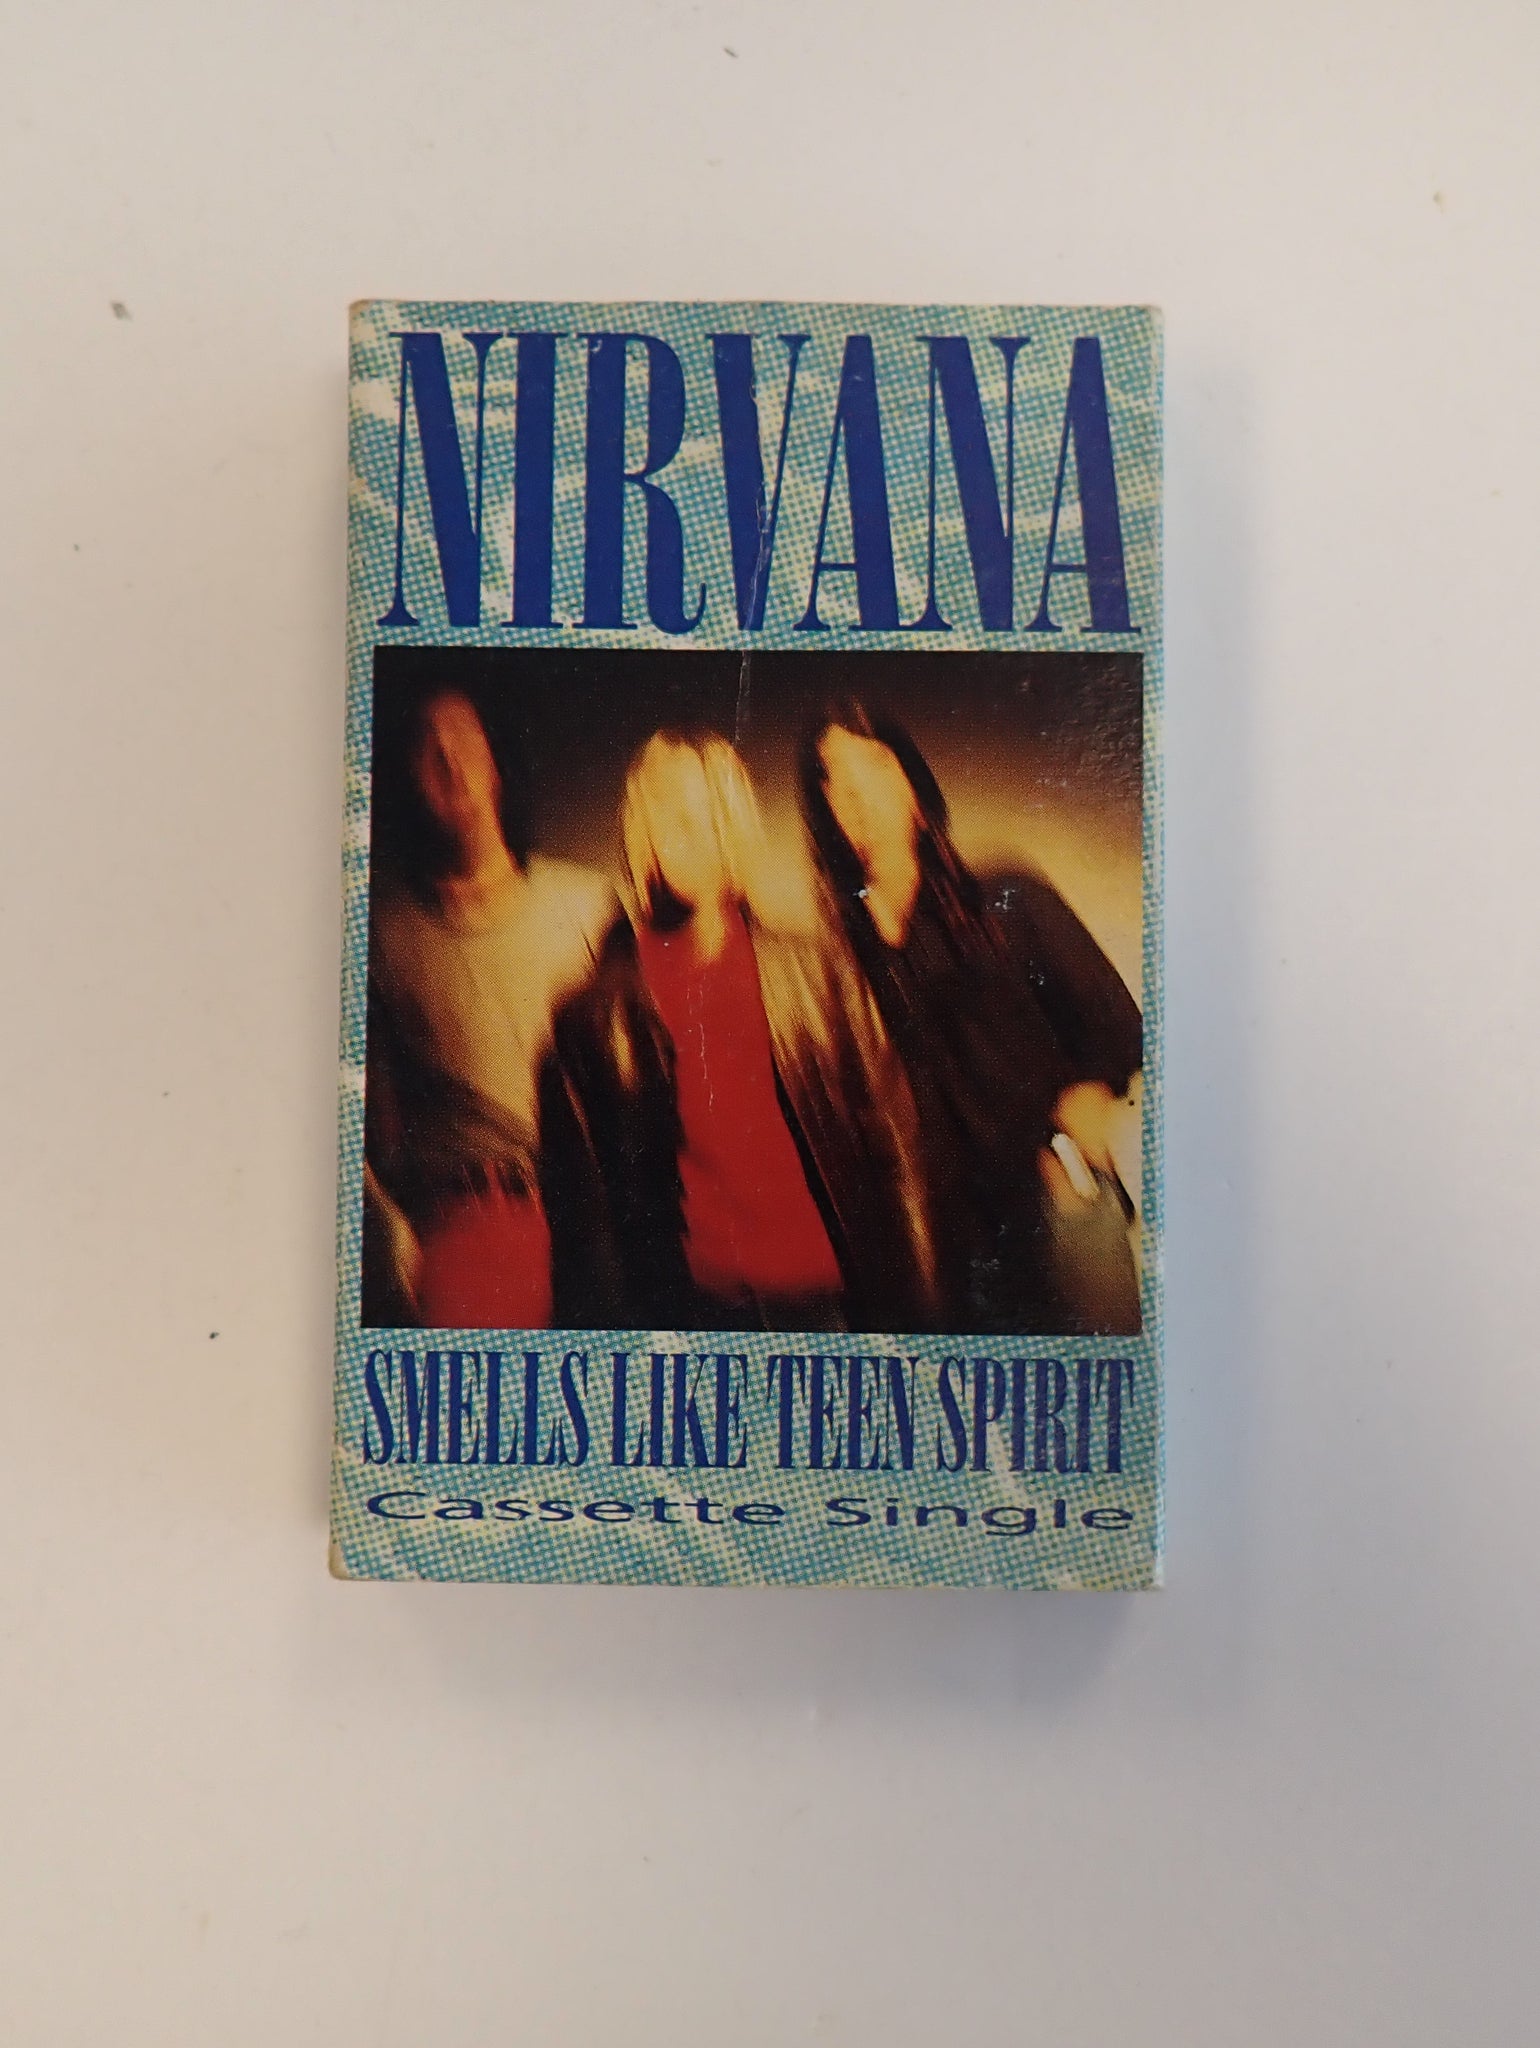 NIRVANA
SMELLS LIKE TEEN SPIRIT
Cassette Single